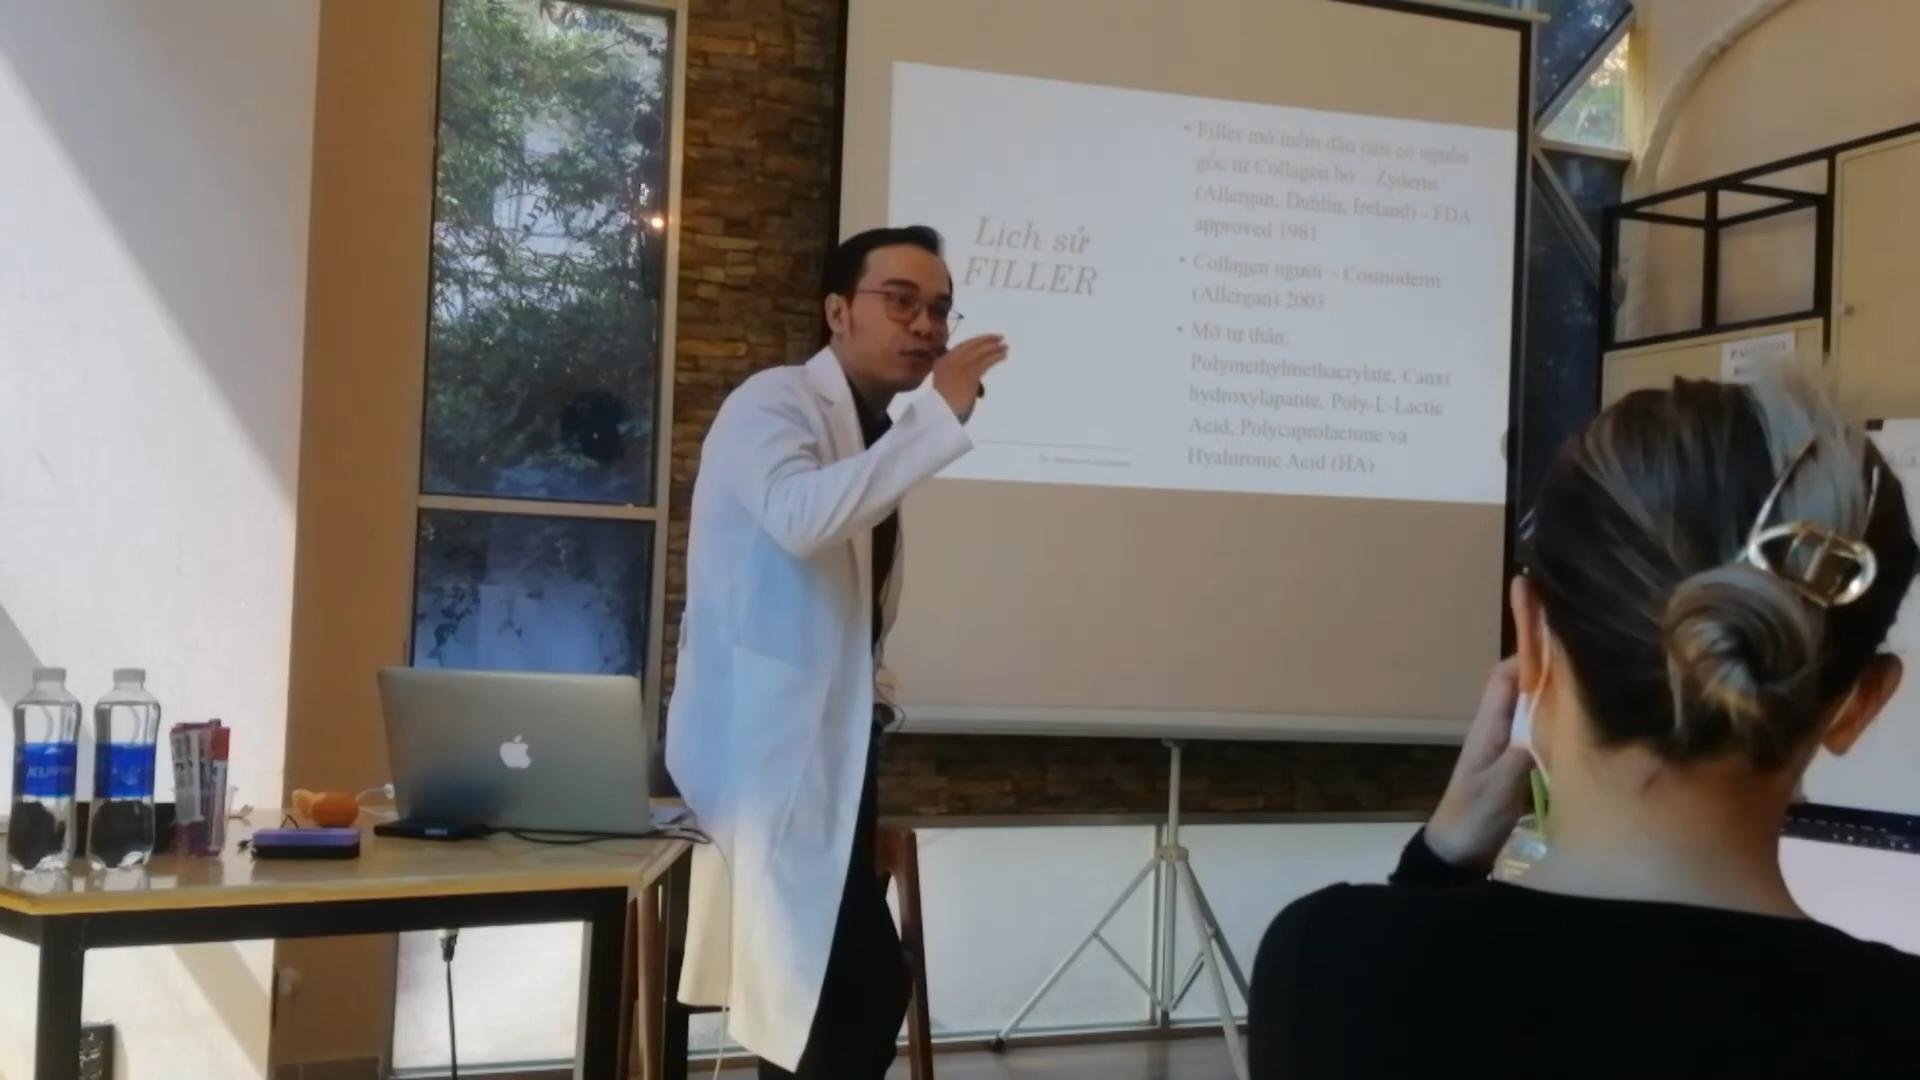 Lịch sử
FILLER
• Filler mô mềm đầu tiên có nguồn
gốc từ Collagen bò – Zyderm
(Allergan, Dublin, Ireland) - FDA
approved 1981
• Collagen người – Cosmoderm
(Allergan) 2003
• Mỡ tự thân,
Polymethylmethacrylate, Canxi
hydroxylapatite, Poly-L-Lactic
Acid, Polycaprolactone và
Hyaluronic Acid (HA)